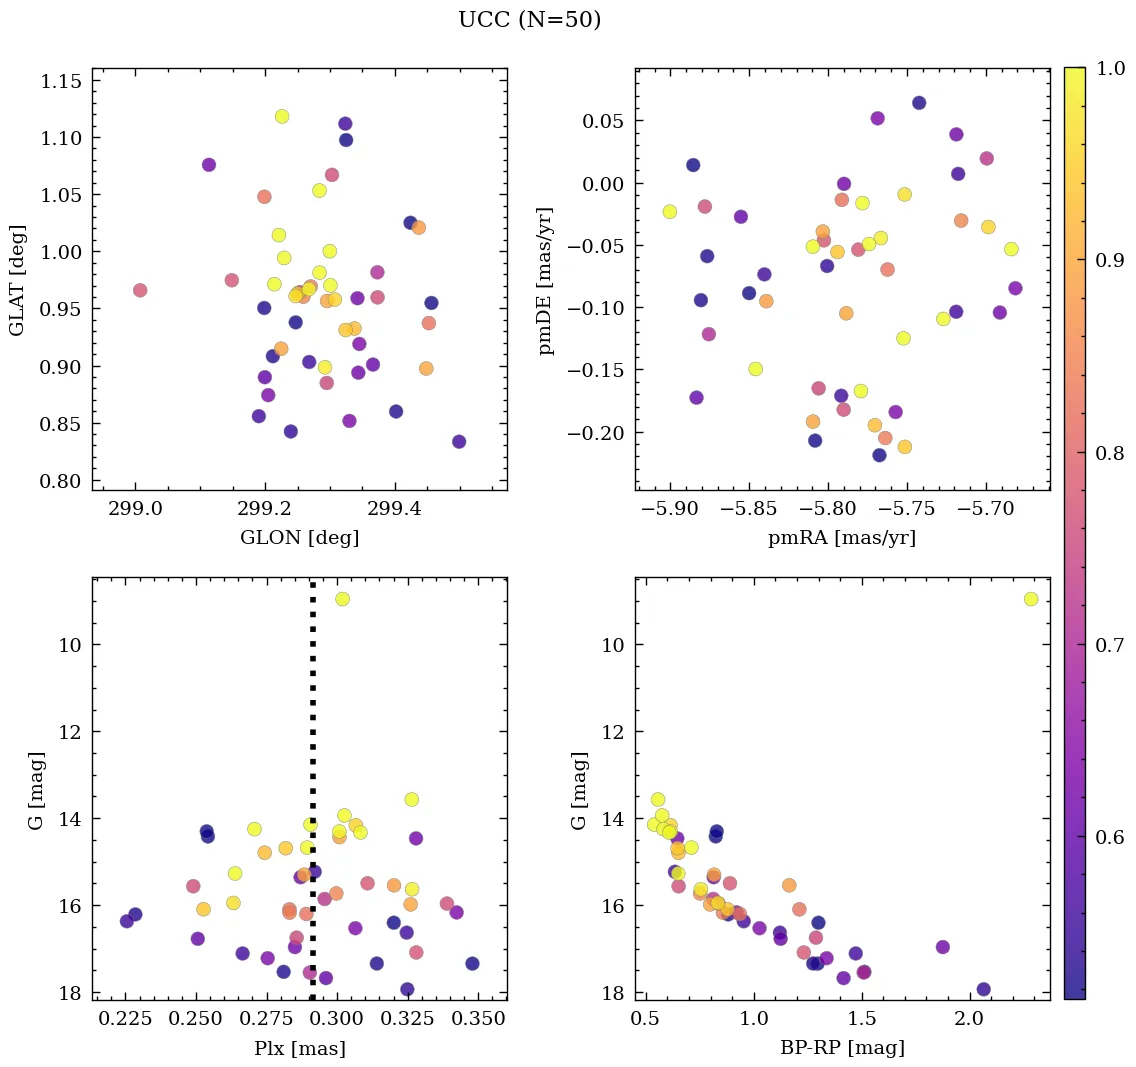 UCC (N=50)
1.15
1.10
1.05
1.00
0.95
0.90
0.85
0.80
GLAT [deg]
299.0 299.2 299.4
GLON [deg]
0.05
0.00
−0.05
−0.10
−0.15
−0.20
pmDE [mas/yr]
−5.90 −5.85 −5.80 −5.75 −5.70
pmRA [mas/yr]
1.0
0.9
0.8
0.7
0.6
10
12
14
16
18
G [mag]
0.225 0.250 0.275 0.300 0.325 0.350
Plx [mas]
10
12
14
16
18
G [mag]
0.5 1.0 1.5 2.0
BP-RP [mag]